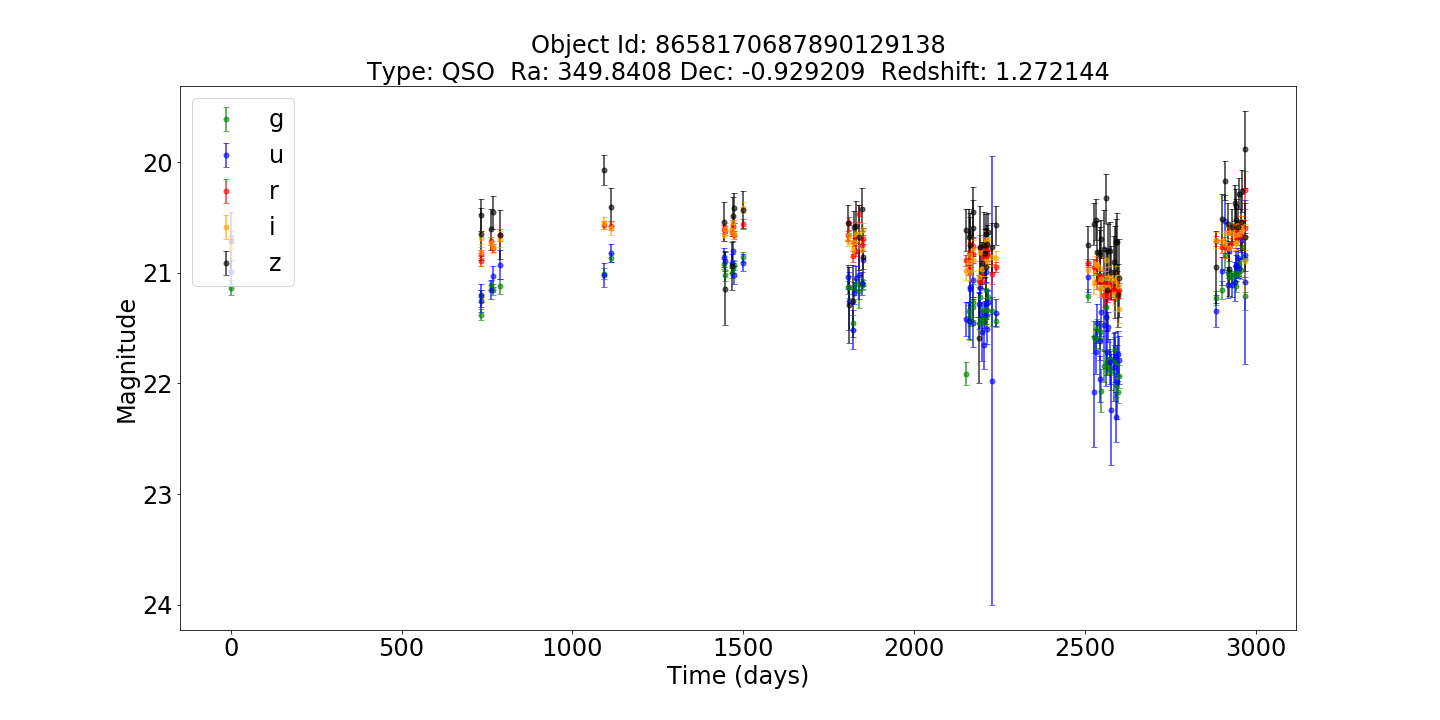 Object Id: 8658170687890129138
Type: QSO  Ra: 349.8408 Dec: -0.929209  Redshift: 1.272144
g
u
r
i
z
20
21
22
23
24
Magnitude
0 500 1000 1500 2000 2500 3000
Time (days)